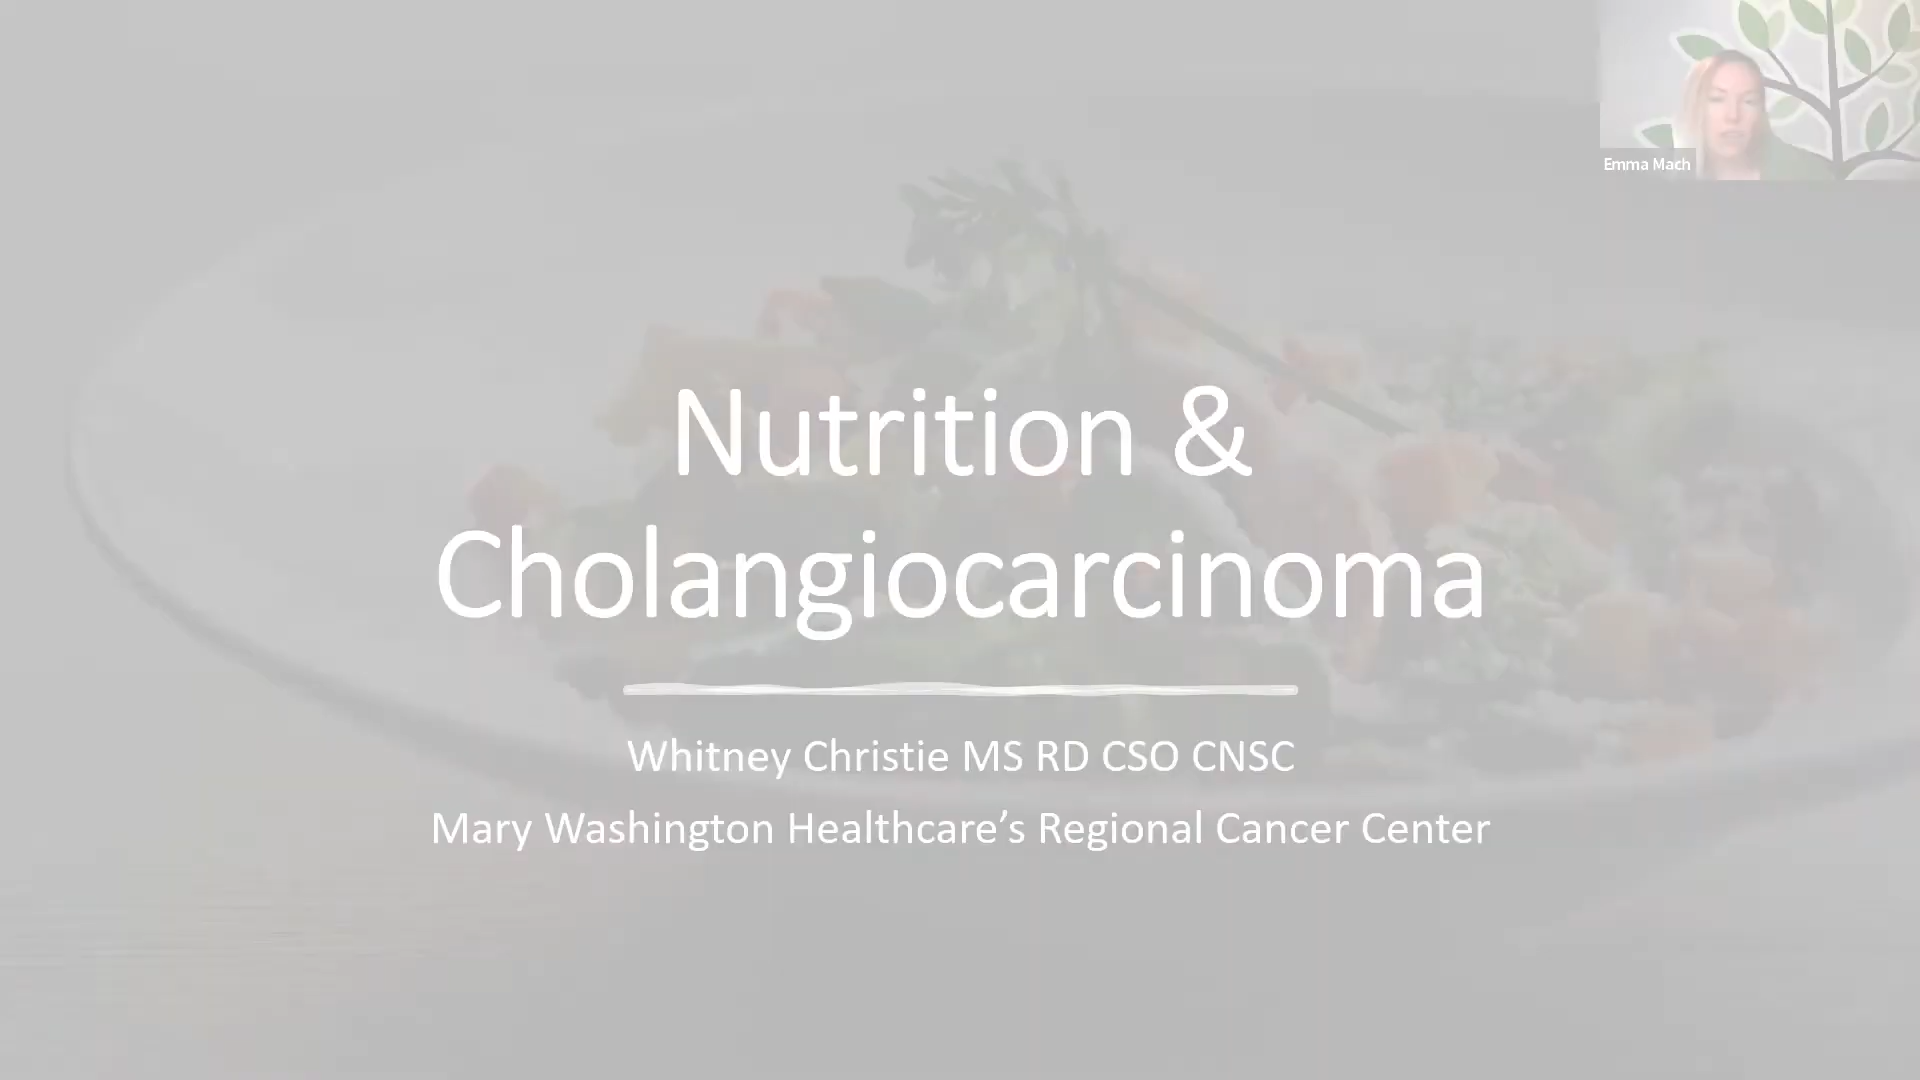 Emma Mach
Nutrition &
Cholangiocarcinoma
Whitney Christie MS RD CSO CNSC
Mary Washington Healthcare’s Regional Cancer Center